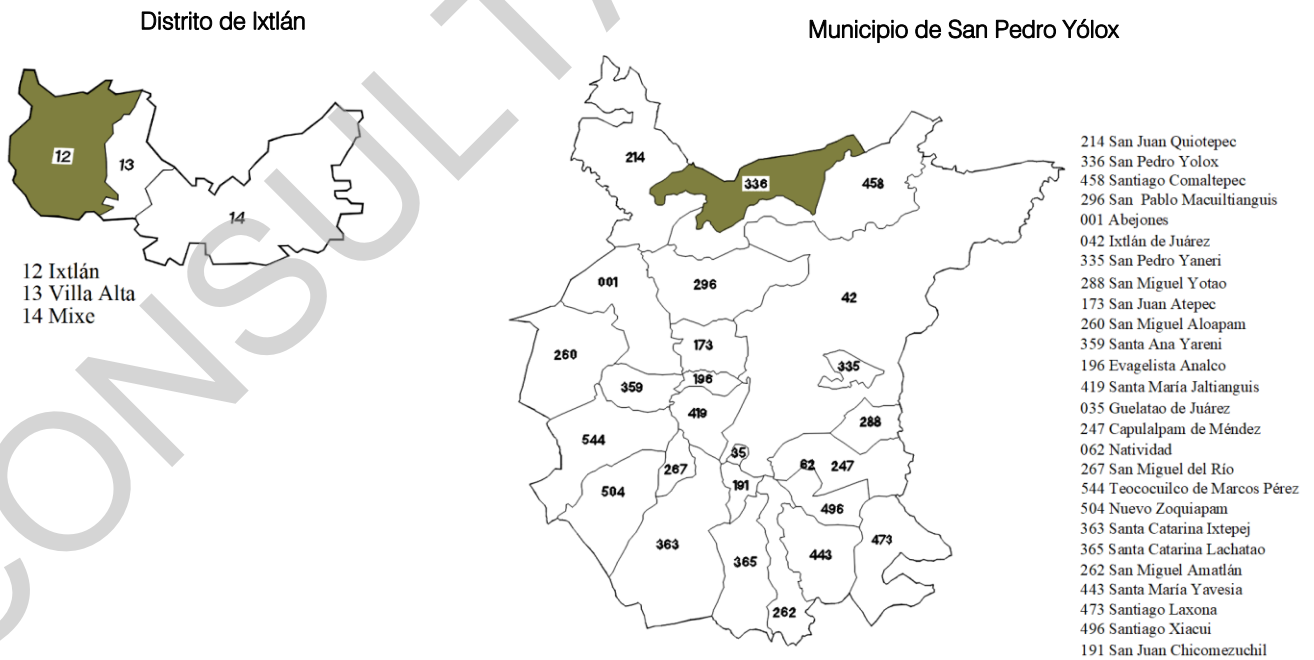 Distrito de Ixtlán
Municipio de San Pedro Yólox
12
13
14
12 Ixtlán
13 Villa Alta
14 Mixe
214
336
458
001
296
42
260
173
335
359
196
419
288
544
35
267
62
247
504
191
496
363
473
443
365
262
214 San Juan Quiotepec
336 San Pedro Yolox
458 Santiago Comaltepec
296 San Pablo Macuiltianguis
001 Abejones
042 Ixtlán de Juárez
335 San Pedro Yaneri
288 San Miguel Yotao
173 San Juan Atepec
260 San Miguel Aloapam
359 Santa Ana Yareni
196 Evagelista Analco
419 Santa María Jaltianguis
035 Guelatao de Juárez
247 Capulalpam de Méndez
062 Natividad
267 San Miguel del Río
544 Teococuilco de Marcos Pérez
504 Nuevo Zoquiapam
363 Santa Catarina Ixtepej
365 Santa Catarina Lachatao
262 San Miguel Amatlán
443 Santa María Yavesia
473 Santiago Laxona
496 Santiago Xiacui
191 San Juan Chicomezuchil
CONSULTA